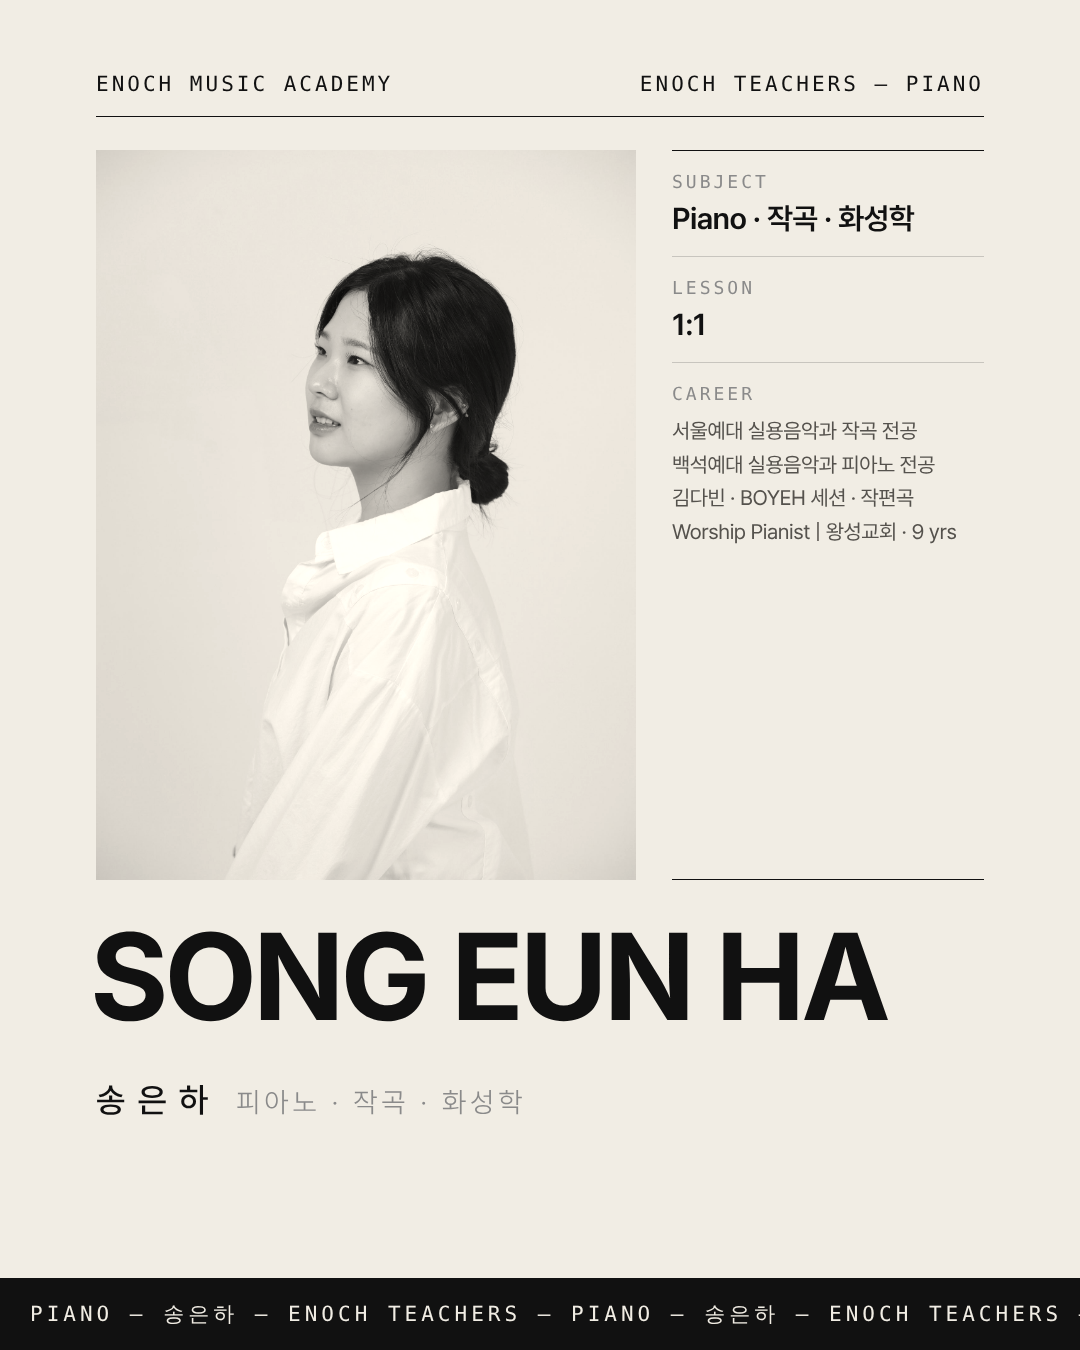 ENOCH MUSIC ACADEMY
ENOCH TEACHERS — PIANO
SUBJECT
Piano · 작곡 · 화성학
LESSON
1:1
CAREER
서울예대 실용음악과 작곡 전공
백석예대 실용음악과 피아노 전공
김다빈 · BOYEH 세션 · 작편곡
Worship Pianist | 왕성교회 · 9 yrs
SONG EUN HA
송은하 피아노 · 작곡 · 화성학
PIANO — 송은하 — ENOCH TEACHERS — PIANO — 송은하 — ENOCH TEACHERS —